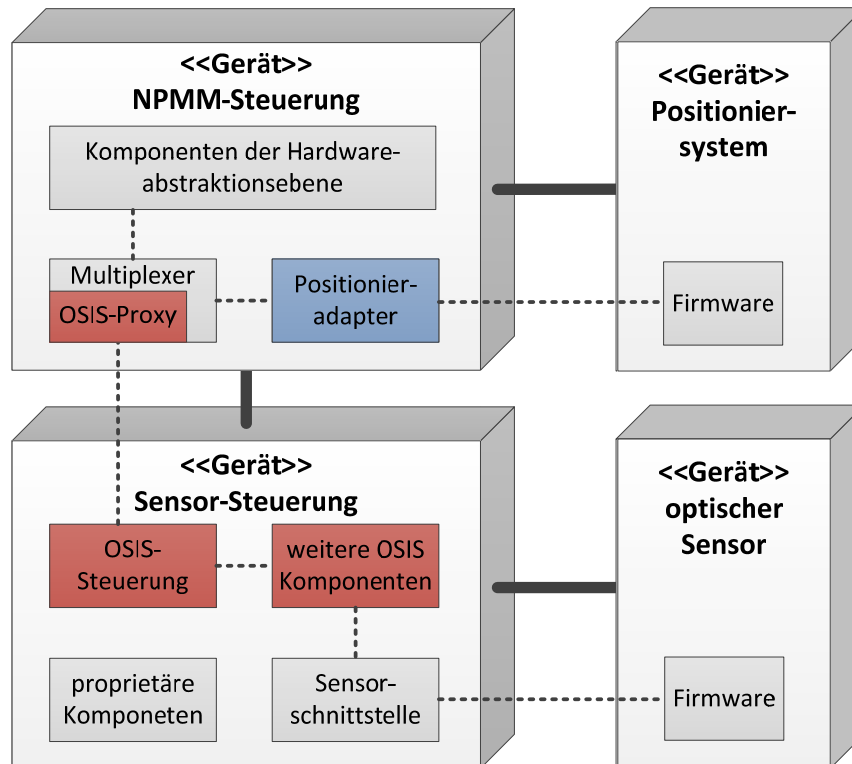 <<Gerät>>
NPMM-Steuerung
Komponenten der Hardware-
abstraktionsebene
Multiplexer
OSIS-Proxy
Positionier-
adapter
<<Gerät>>
Positionier-
system
Firmware
<<Gerät>>
Sensor-Steuerung
OSIS-
Steuerung
weitere OSIS
Komponenten
proprietäre
Komponeten
Sensor-
schnittstelle
<<Gerät>>
optischer
Sensor
Firmware